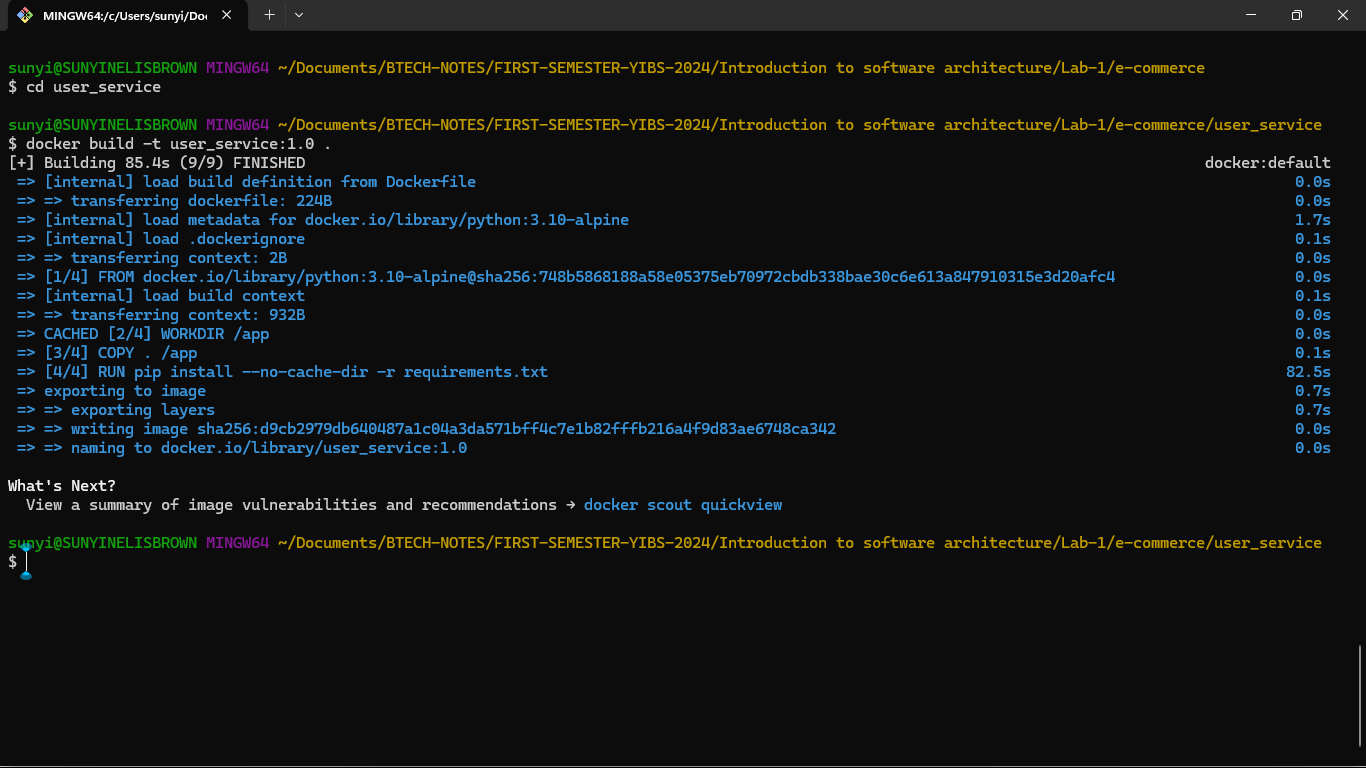 MINGW64:/c/Users/sunyi/Doc
sunyi@SUNYINELISBROWN MINGW64 ~/Documents/BTECH-NOTES/FIRST-SEMESTER-YIBS-2024/Introduction to software architecture/Lab-1/e-commerce
$ cd user_service
sunyi@SUNYINELISBROWN MINGW64 ~/Documents/BTECH-NOTES/FIRST-SEMESTER-YIBS-2024/Introduction to software architecture/Lab-1/e-commerce/user_service
$ docker build -t user_service:1.0 .
[+] Building 85.4s (9/9) FINISHED docker:default
=> [internal] load build definition from Dockerfile 0.0s
=> => transferring dockerfile: 224B 0.0s
=> [internal] load metadata for docker.io/library/python:3.10-alpine 1.7s
=> [internal] load .dockerignore 0.1s
=> => transferring context: 2B 0.0s
=> [1/4] FROM docker.io/library/python:3.10-alpine@sha256:748b5868188a58e05375eb70972cbdb338bae30c6e613a847910315e3d20afc4 0.0s
=> [internal] load build context 0.1s
=> => transferring context: 932B 0.0s
=> CACHED [2/4] WORKDIR /app 0.0s
=> [3/4] COPY . /app 0.1s
=> [4/4] RUN pip install --no-cache-dir -r requirements.txt 82.5s
=> exporting to image 0.7s
=> => exporting layers 0.7s
=> => writing image sha256:d9cb2979db640487a1c04a3da571bff4c7e1b82fffb216a4f9d83ae6748ca342 0.0s
=> => naming to docker.io/library/user_service:1.0 0.0s
What's Next?
View a summary of image vulnerabilities and recommendations → docker scout quickview
sunyi@SUNYINELISBROWN MINGW64 ~/Documents/BTECH-NOTES/FIRST-SEMESTER-YIBS-2024/Introduction to software architecture/Lab-1/e-commerce/user_service
$